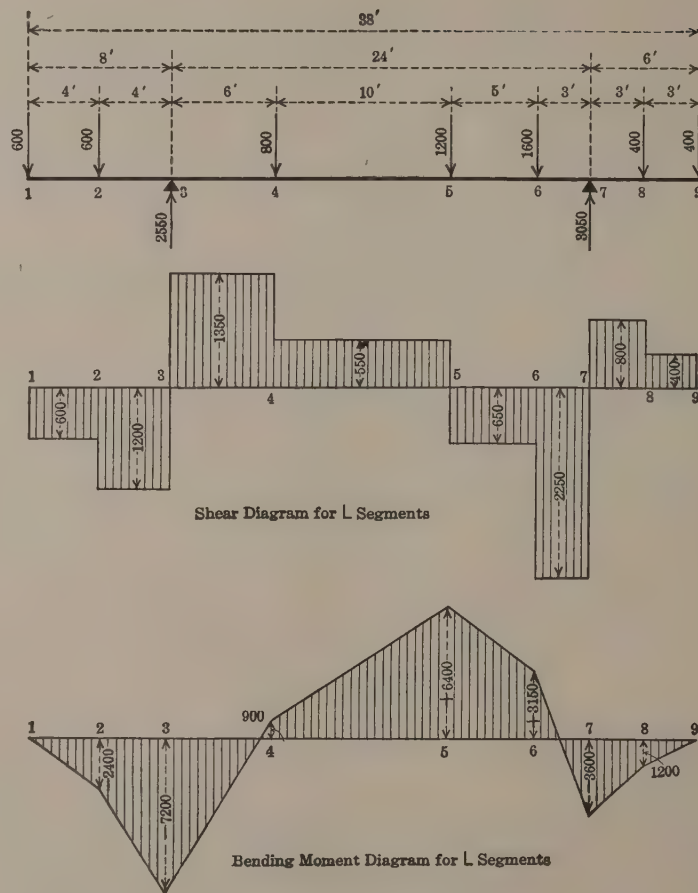 38'
8' 24' 6'
4' 4' 6' 10' 5' 3' 3' 3'
600 600 800 1200 1600 400 400
1 2 3 4 5 6 7 8 9
2550 3050
1350
550
800
400
1 2 3 4 5 6 7 8 9
600
1200
650
2250
Shear Diagram for L Segments
+6400
+3150
900
1 2 3 4 5 6 7 8 9
2400
7200
3600
1200
Bending Moment Diagram for L Segments